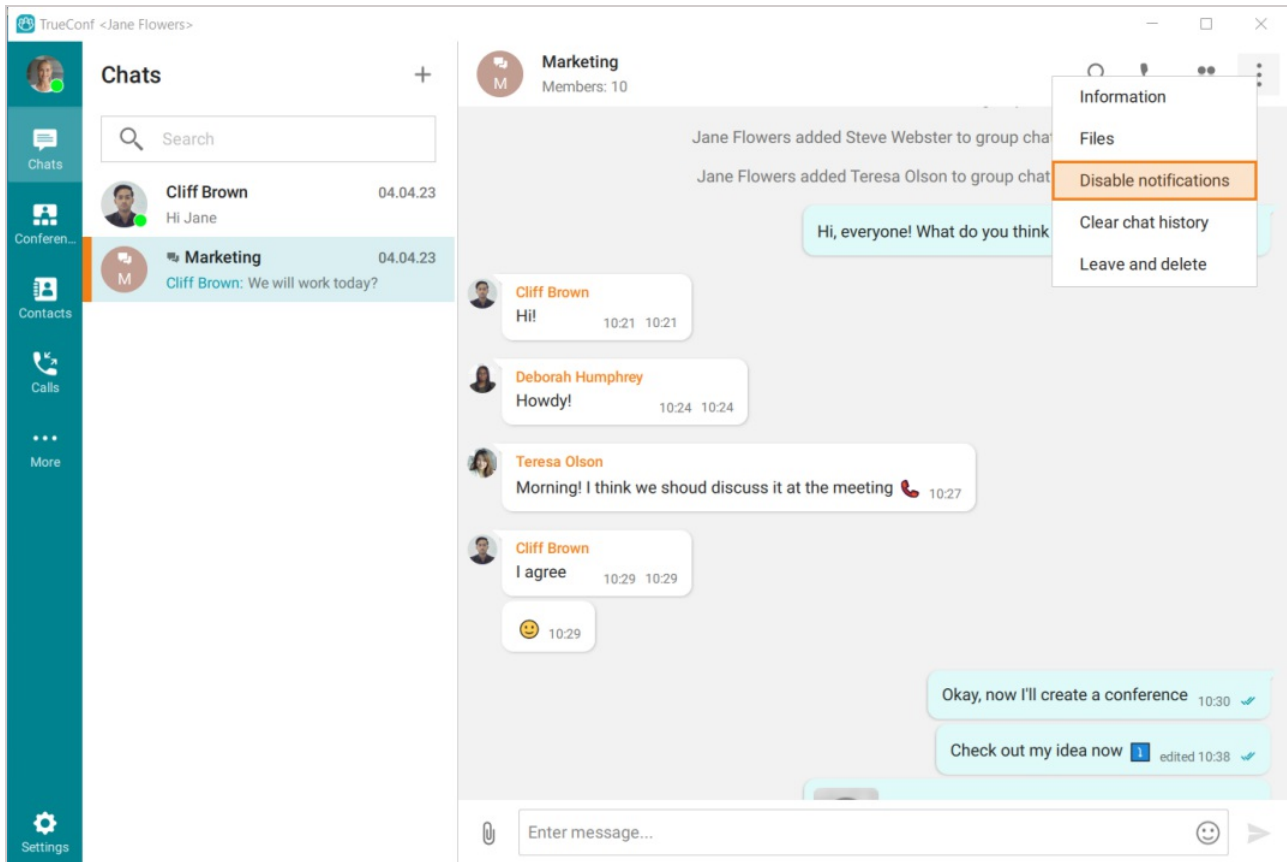 TrueConf <Jane Flowers>
Chats
Conferen...
Contacts
Calls
More
Settings
Chats
Search
Cliff Brown 04.04.23
Hi Jane
M
Marketing 04.04.23
Cliff Brown: We will work today?
M
Marketing
Members: 10
Information
Files
Disable notifications
Clear chat history
Leave and delete
Jane Flowers added Steve Webster to group chat
Jane Flowers added Teresa Olson to group chat
Hi, everyone! What do you think
Cliff Brown
Hi! 10:21 10:21
Deborah Humphrey
Howdy! 10:24 10:24
Teresa Olson
Morning! I think we shoud discuss it at the meeting 10:27
Cliff Brown
I agree 10:29 10:29
10:29
Okay, now I'll create a conference 10:30
Check out my idea now edited 10:38
Enter message...